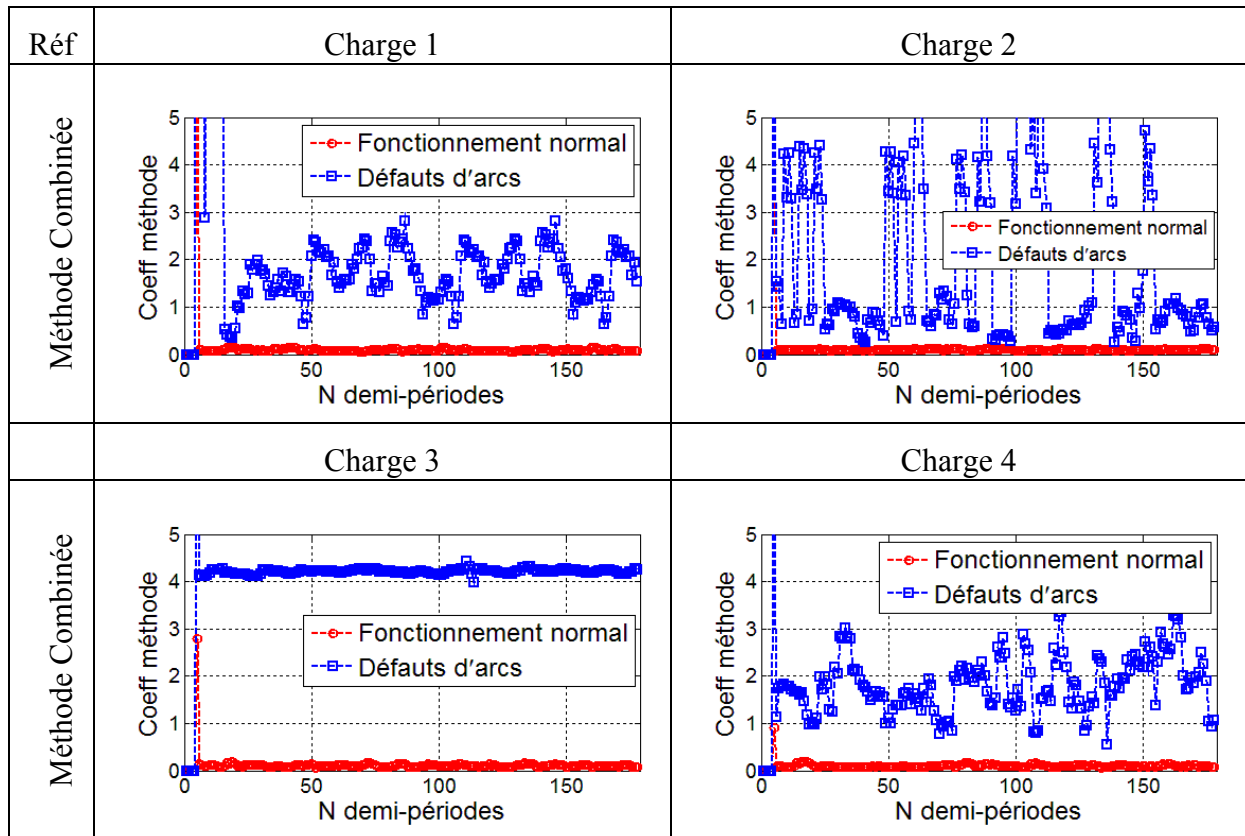 Réf
Charge 1
Charge 2
Méthode Combinée
Coeff méthode
5
4
3
2
1
0
0
50
100
150
N demi-périodes
Fonctionnement normal
Défauts d'arcs
Coeff méthode
5
4
3
2
1
0
0
50
100
150
N demi-périodes
Fonctionnement normal
Défauts d'arcs
Charge 3
Charge 4
Méthode Combinée
Coeff méthode
5
4
3
2
1
0
0
50
100
150
N demi-périodes
Fonctionnement normal
Défauts d'arcs
Coeff méthode
5
4
3
2
1
0
0
50
100
150
N demi-périodes
Fonctionnement normal
Défauts d'arcs